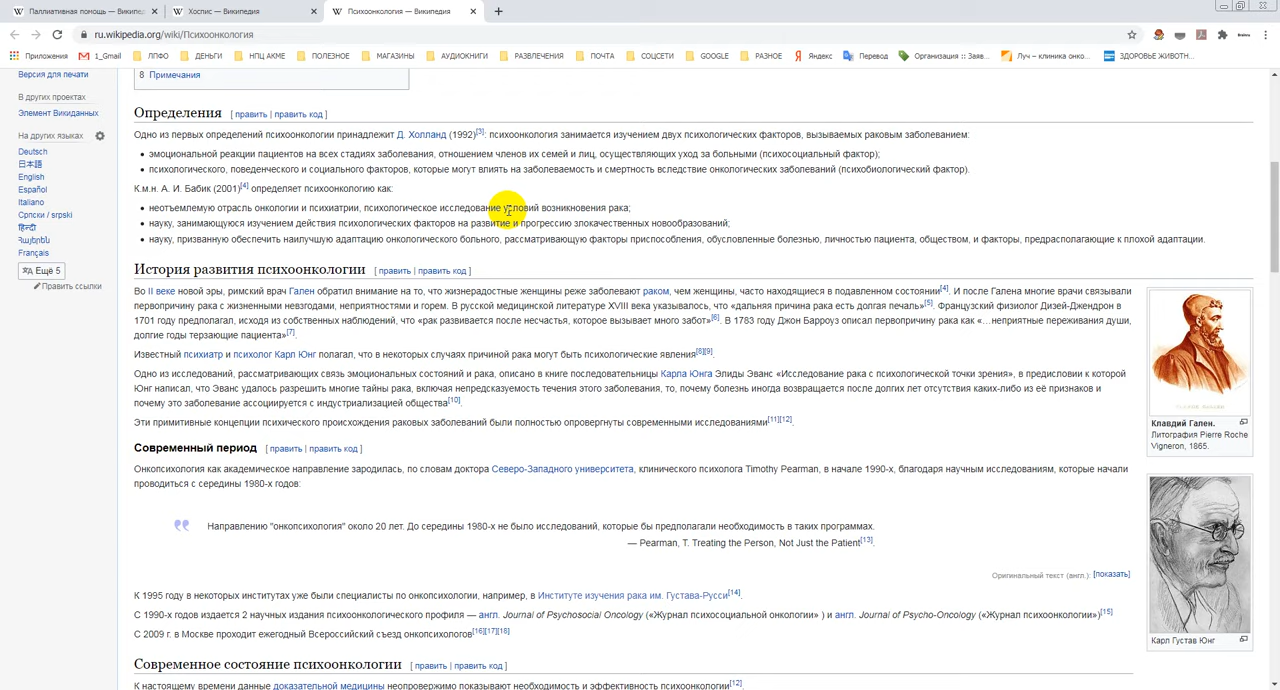 Паллиативная помощь — Википе
Хоспис — Википедия
Психоонкология — Википедия
ru.wikipedia.org/wiki/Психоонкология
Приложения 1_Gmail ЛПФО ДЕНЬГИ НПЦ АКМЕ ПОЛЕЗНОЕ МАГАЗИНЫ АУДИОКНИГИ РАЗВЛЕЧЕНИЯ ПОЧТА СОЦСЕТИ GOOGLE РАЗНОЕ Яндекс Перевод Организация :: Заяв... Луч – клиника онко... ЗДОРОВЬЕ ЖИВОТН...
Версия для печати
В других проектах
Элемент Викиданных
На других языках
Deutsch
日本語
English
Español
Italiano
Српски / srpski
हिन्दी
Հայերեն
Français
Ещё 5
Править ссылки
8 Примечания
Определения [ править | править код ]
Одно из первых определений психоонкологии принадлежит Д. Холланд (1992)[3]: психоонкология занимается изучением двух психологических факторов, вызываемых раковым заболеванием:
• эмоциональной реакции пациентов на всех стадиях заболевания, отношением членов их семей и лиц, осуществляющих уход за больными (психосоциальный фактор);
• психологического, поведенческого и социального факторов, которые могут влиять на заболеваемость и смертность вследствие онкологических заболеваний (психобиологический фактор).
К.м.н. А. И. Бабик (2001)[4] определяет психоонкологию как:
• неотъемлемую отрасль онкологии и психиатрии, психологическое исследование условий возникновения рака;
• науку, занимающуюся изучением действия психологических факторов на развитие и прогрессию злокачественных новообразований;
• науку, призванную обеспечить наилучшую адаптацию онкологического больного, рассматривающую факторы приспособления, обусловленные болезнью, личностью пациента, обществом, и факторы, предрасполагающие к плохой адаптации.
История развития психоонкологии [ править | править код ]
Во II веке новой эры, римский врач Гален обратил внимание на то, что жизнерадостные женщины реже заболевают раком, чем женщины, часто находящиеся в подавленном состоянии[4]. И после Галена многие врачи связывали
первопричину рака с жизненными невзгодами, неприятностями и горем. В русской медицинской литературе XVIII века указывалось, что «дальняя причина рака есть долгая печаль»[5]. Французский физиолог Дизей-Джендрон в
1701 году предполагал, исходя из собственных наблюдений, что «рак развивается после несчастья, которое вызывает много забот»[6]. В 1783 году Джон Барроуз описал первопричину рака как «…неприятные переживания души,
долгие годы терзающие пациента»[7].
Известный психиатр и психолог Карл Юнг полагал, что в некоторых случаях причиной рака могут быть психологические явления[8][9].
Одно из исследований, рассматривающих связь эмоциональных состояний и рака, описано в книге последовательницы Карла Юнга Элиды Эванс «Исследование рака с психологической точки зрения», в предисловии к которой
Юнг написал, что Эванс удалось разрешить многие тайны рака, включая непредсказуемость течения этого заболевания, то, почему болезнь иногда возвращается после долгих лет отсутствия каких-либо из её признаков и
почему это заболевание ассоциируется с индустриализацией общества[10].
Эти примитивные концепции психического происхождения раковых заболеваний были полностью опровергнуты современными исследованиями[11][12].
Клавдий Гален.
Литография Pierre Roche
Vigneron, 1865.
Современный период [ править | править код ]
Онкопсихология как академическое направление зародилась, по словам доктора Северо-Западного университета, клинического психолога Timothy Pearman, в начале 1990-х, благодаря научным исследованиям, которые начали
проводиться с середины 1980-х годов:
Направлению "онкопсихология" около 20 лет. До середины 1980-х не было исследований, которые бы предполагали необходимость в таких программах.
— Pearman, T. Treating the Person, Not Just the Patient[13].
Оригинальный текст (англ.): [показать]
К 1995 году в некоторых институтах уже были специалисты по онкопсихологии, например, в Институте изучения рака им. Густава-Русси[14].
С 1990-х годов издается 2 научных издания психоонкологического профиля — англ. Journal of Psychosocial Oncology («Журнал психосоциальной онкологии» ) и англ. Journal of Psycho-Oncology («Журнал психоонкологии»)[15]
С 2009 г. в Москве проходит ежегодный Всероссийский съезд онкопсихологов[16][17][18]
Карл Густав Юнг
Современное состояние психоонкологии [ править | править код ]
К настоящему времени данные доказательной медицины неопровержимо показывают необходимость и эффективность психоонкологии[12].